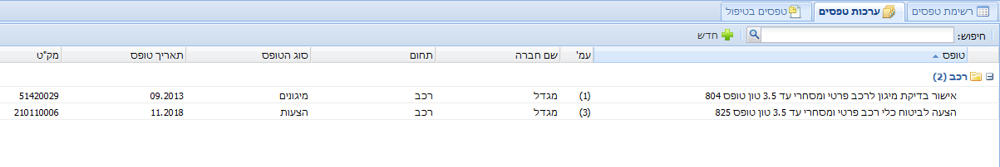 רשימת טפסים ערכות טפסים טפסים בטיפול
חיפוש: חדש
טופס עמ' שם חברה תחום סוג הטופס תאריך טופס מק"ט
רכב (2)
אישור בדיקת מיגון לרכב פרטי ומסחרי עד 3.5 טון טופס 804 (1) מגדל רכב מיגונים 09.2013 51420029
הצעה לביטוח כלי רכב פרטי ומסחרי עד 3.5 טון טופס 825 (3) מגדל רכב הצעות 11.2018 210110006